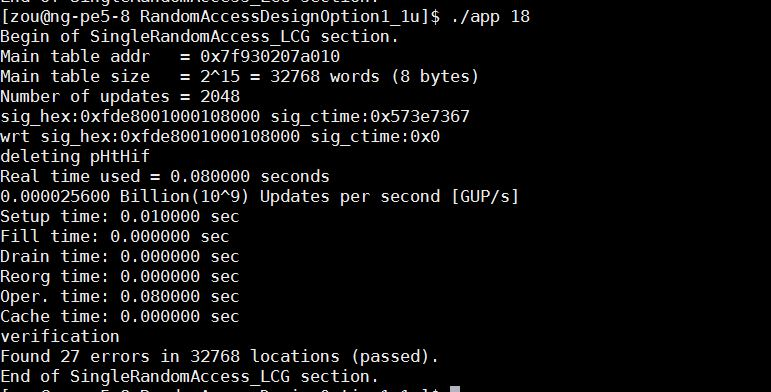 [zou@ng-pe5-8 RandomAccessDesignOption1_1u]$ ./app 18
Begin of SingleRandomAccess_LCG section.
Main table addr   = 0x7f930207a010
Main table size   = 2^15 = 32768 words (8 bytes)
Number of updates = 2048
sig_hex:0xfde8001000108000 sig_ctime:0x573e7367
wrt sig_hex:0xfde8001000108000 sig_ctime:0x0
deleting pHtHif
Real time used = 0.080000 seconds
0.000025600 Billion(10^9) Updates per second [GUP/s]
Setup time: 0.010000 sec
Fill time: 0.000000 sec
Drain time: 0.000000 sec
Reorg time: 0.000000 sec
Oper. time: 0.080000 sec
Cache time: 0.000000 sec
verification
Found 27 errors in 32768 locations (passed).
End of SingleRandomAccess_LCG section.